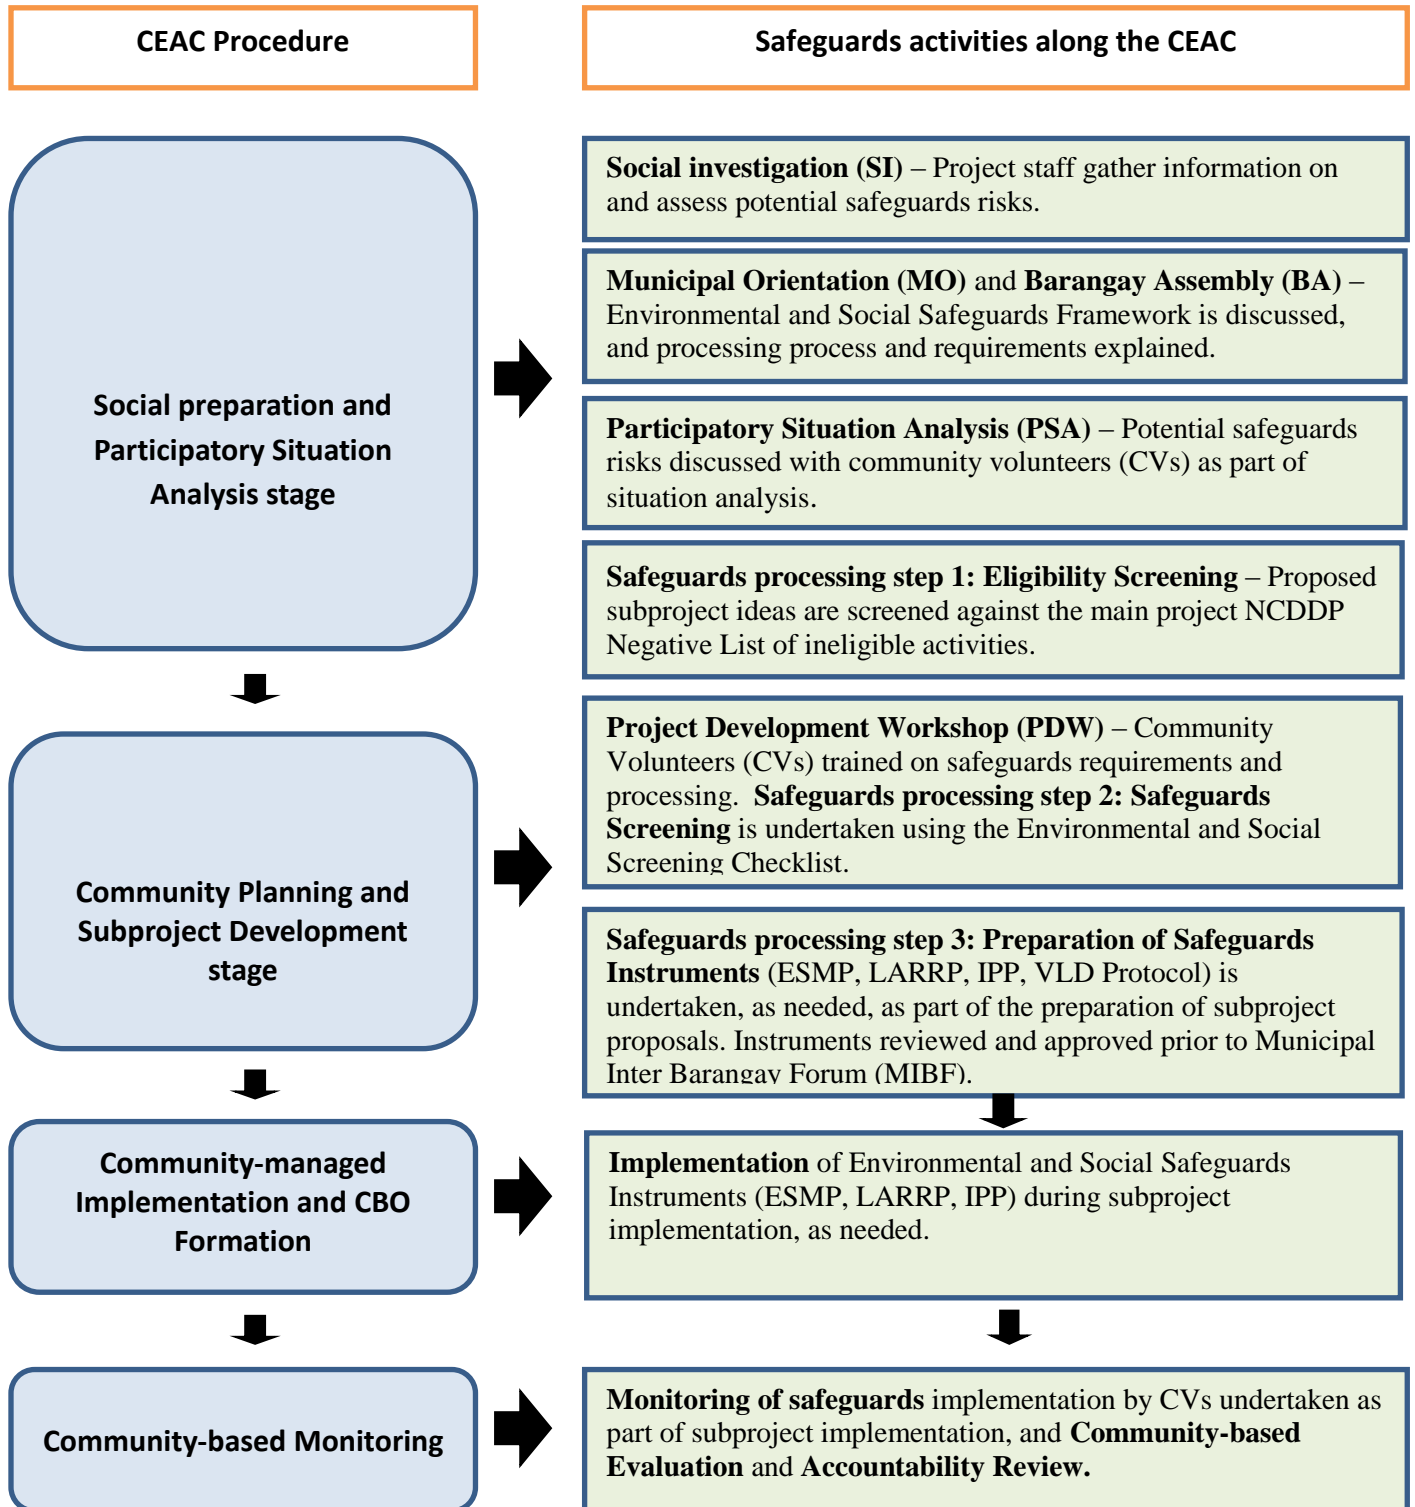 CEAC Procedure
Safeguards activities along the CEAC
Social preparation and
Participatory Situation
Analysis stage
Social investigation (SI) – Project staff gather information on
and assess potential safeguards risks.
Municipal Orientation (MO) and Barangay Assembly (BA) –
Environmental and Social Safeguards Framework is discussed,
and processing process and requirements explained.
Participatory Situation Analysis (PSA) – Potential safeguards
risks discussed with community volunteers (CVs) as part of
situation analysis.
Safeguards processing step 1: Eligibility Screening – Proposed
subproject ideas are screened against the main project NCDDP
Negative List of ineligible activities.
Community Planning and
Subproject Development
stage
Project Development Workshop (PDW) – Community
Volunteers (CVs) trained on safeguards requirements and
processing. Safeguards processing step 2: Safeguards
Screening is undertaken using the Environmental and Social
Screening Checklist.
Safeguards processing step 3: Preparation of Safeguards
Instruments (ESMP, LARRP, IPP, VLD Protocol) is
undertaken, as needed, as part of the preparation of subproject
proposals. Instruments reviewed and approved prior to Municipal
Inter Barangay Forum (MIBF).
Community-managed
Implementation and CBO
Formation
Implementation of Environmental and Social Safeguards
Instruments (ESMP, LARRP, IPP) during subproject
implementation, as needed.
Community-based Monitoring
Monitoring of safeguards implementation by CVs undertaken as
part of subproject implementation, and Community-based
Evaluation and Accountability Review.